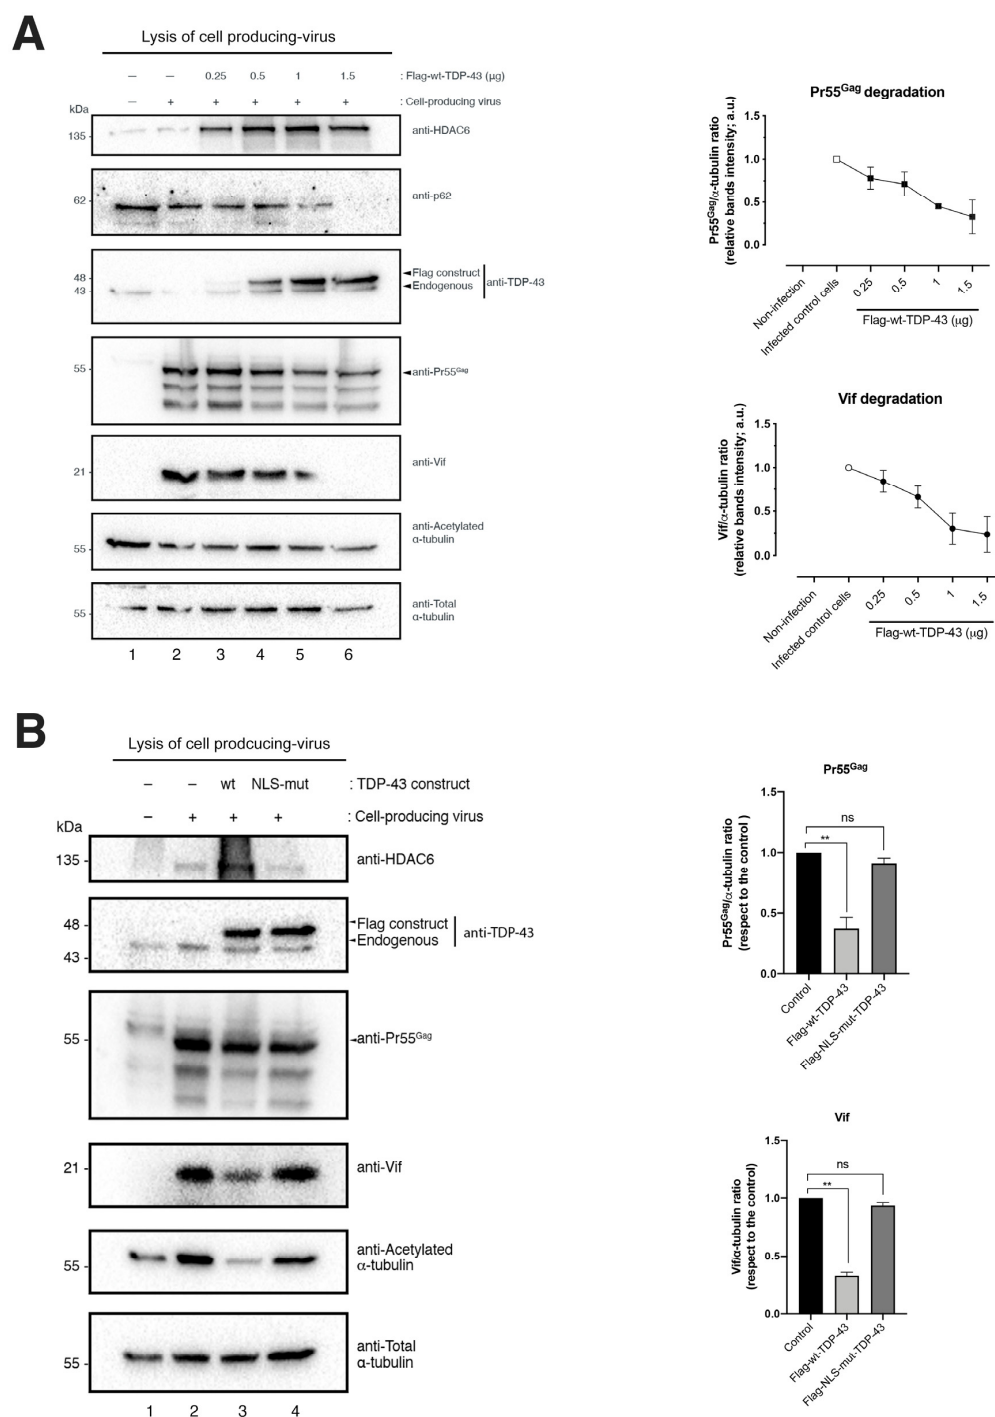 A
Lysis of cell producing-virus
— — 0.25 0.5 1 1.5 : Flag-wt-TDP-43 (µg)
— + + + + + : Cell-producing virus
kDa
135 - anti-HDAC6
62 - anti-p62
48 - Flag construct
43 - Endogenous
anti-TDP-43
55 - anti-Pr55Gag
21 - anti-Vif
anti-Acetylated
55 - α-tubulin
anti-Total
55 - α-tubulin
1 2 3 4 5 6
Pr55Gag degradation
Pr55Gag/α-tubulin ratio
(relative bands intensity; a.u.)
1.5
1.0
0.5
0.0
Non-infection
Infected control cells
0.25
0.5
1
1.5
Flag-wt-TDP-43 (µg)
Vif degradation
Vif/α-tubulin ratio
(relative bands intensity; a.u.)
1.5
1.0
0.5
0.0
Non-infection
Infected control cells
0.25
0.5
1
1.5
Flag-wt-TDP-43 (µg)
B
Lysis of cell prodcucing-virus
— — wt NLS-mut : TDP-43 construct
— + + + : Cell-producing virus
kDa
135 - anti-HDAC6
48 - Flag construct
Endogenous
anti-TDP-43
43 -
55 - anti-Pr55Gag
21 - anti-Vif
anti-Acetylated
55 - α-tubulin
anti-Total
55 - α-tubulin
1 2 3 4
Pr55Gag
Pr55Gag/α-tubulin ratio
(respect to the control )
1.5
1.0
0.5
0.0
ns
**
Control
Flag-wt-TDP-43
Flag-NLS-mut-TDP-43
Vif
Vif/α-tubulin ratio
(respect to the control)
1.5
1.0
0.5
0.0
ns
**
Control
Flag-wt-TDP-43
Flag-NLS-mut-TDP-43